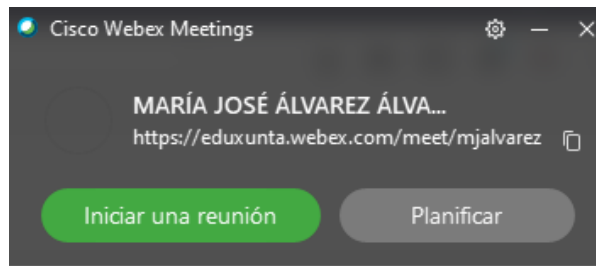 Cisco Webex Meetings
MARÍA JOSÉ ÁLVAREZ ÁLVA...
https://eduxunta.webex.com/meet/mjalvarez
Iniciar una reunión
Planificar